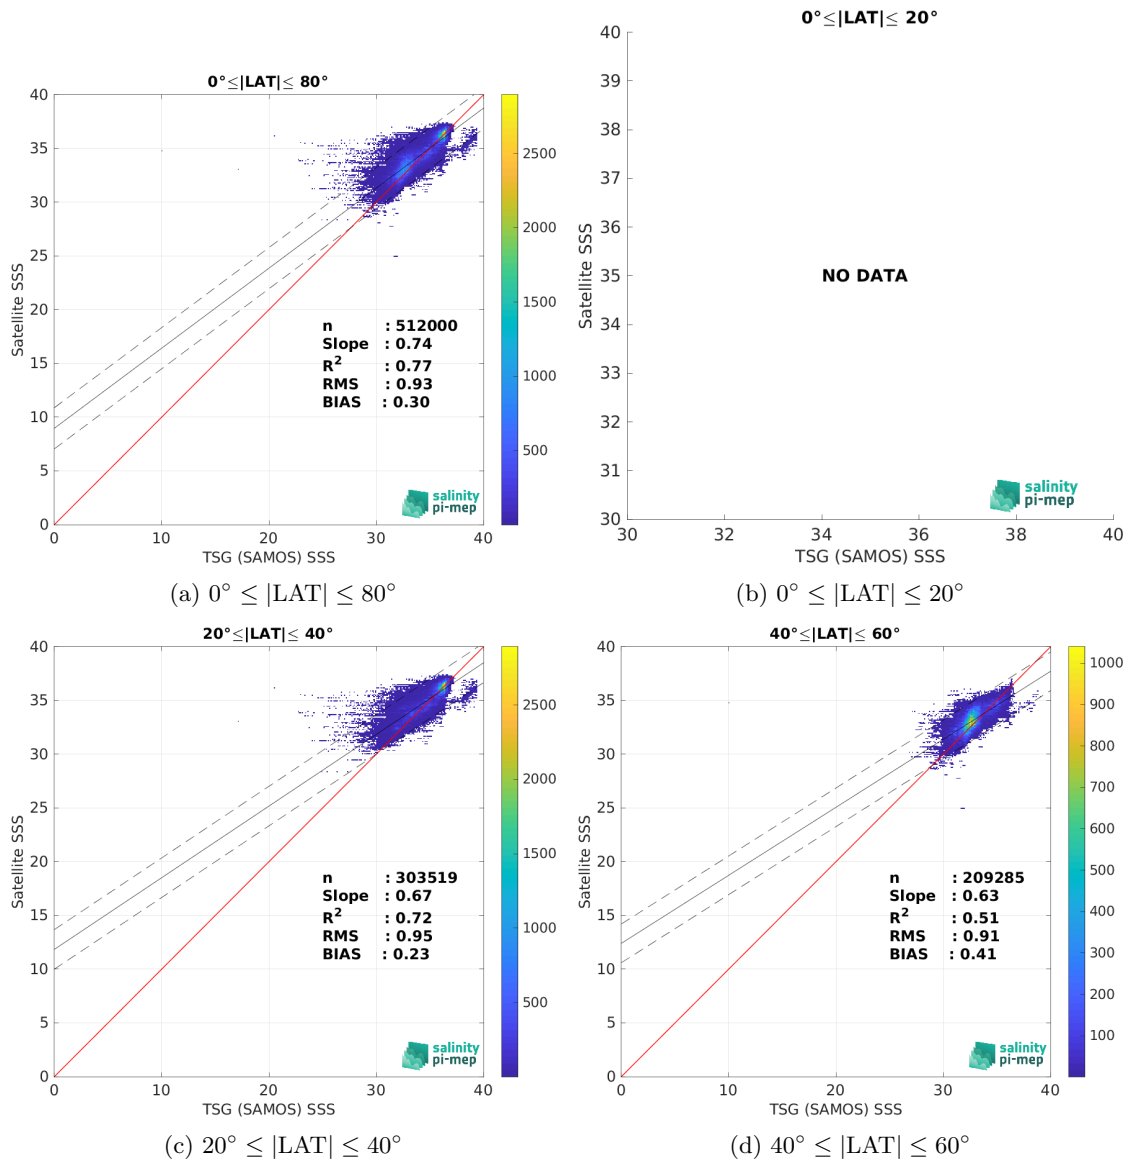 0°≤|LAT|≤ 80°
40
35
30
25
20
15
10
5
0
Satellite SSS
0
10
20
30
40
TSG (SAMOS) SSS
2500
2000
1500
1000
500
n : 512000
Slope : 0.74
R² : 0.77
RMS : 0.93
BIAS : 0.30
salinity
pi-mep
(a) 0° ≤ |LAT| ≤ 80°
0°≤|LAT|≤ 20°
40
39
38
37
36
35
34
33
32
31
30
Satellite SSS
NO DATA
salinity
pi-mep
30
32
34
36
38
40
TSG (SAMOS) SSS
(b) 0° ≤ |LAT| ≤ 20°
20°≤|LAT|≤ 40°
40
35
30
25
20
15
10
5
0
Satellite SSS
0
10
20
30
40
TSG (SAMOS) SSS
2500
2000
1500
1000
500
n : 303519
Slope : 0.67
R² : 0.72
RMS : 0.95
BIAS : 0.23
salinity
pi-mep
(c) 20° ≤ |LAT| ≤ 40°
40°≤|LAT|≤ 60°
40
35
30
25
20
15
10
5
0
Satellite SSS
0
10
20
30
40
TSG (SAMOS) SSS
1000
900
800
700
600
500
400
300
200
100
n : 209285
Slope : 0.63
R² : 0.51
RMS : 0.91
BIAS : 0.41
salinity
pi-mep
(d) 40° ≤ |LAT| ≤ 60°